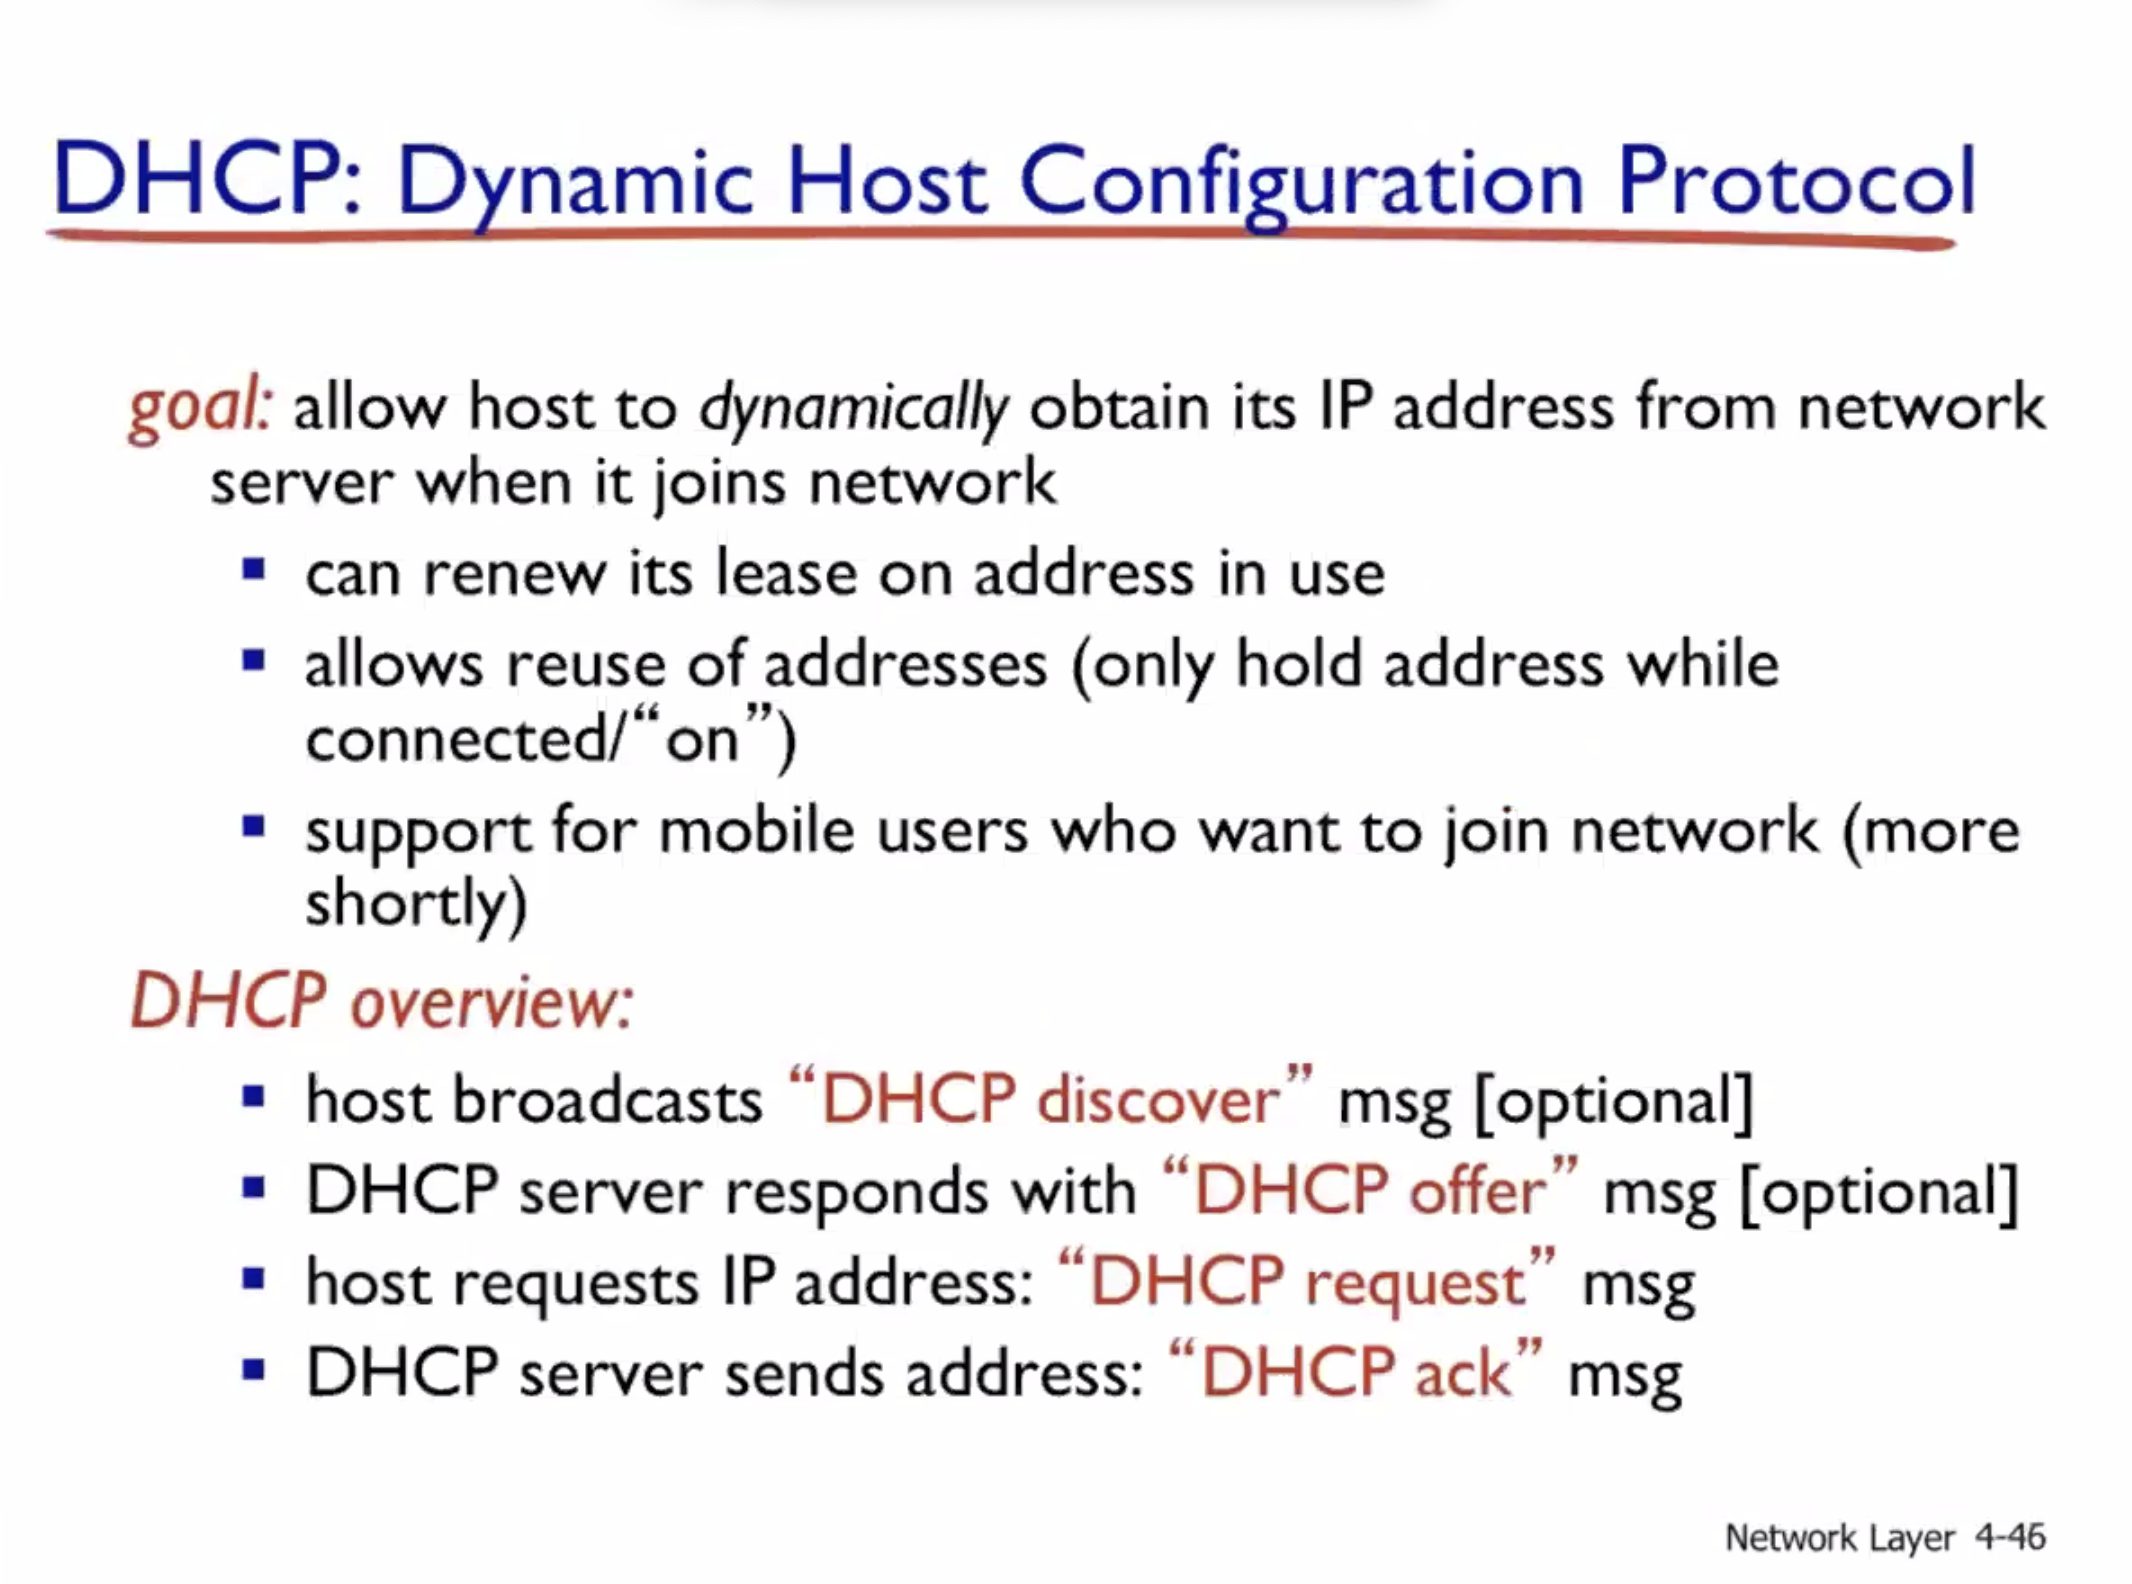 DHCP: Dynamic Host Configuration Protocol
goal: allow host to dynamically obtain its IP address from network
server when it joins network
▪ can renew its lease on address in use
▪ allows reuse of addresses (only hold address while
connected/“on”)
▪ support for mobile users who want to join network (more
shortly)
DHCP overview:
▪ host broadcasts “DHCP discover” msg [optional]
▪ DHCP server responds with “DHCP offer” msg [optional]
▪ host requests IP address: “DHCP request” msg
▪ DHCP server sends address: “DHCP ack” msg
Network Layer 4-46